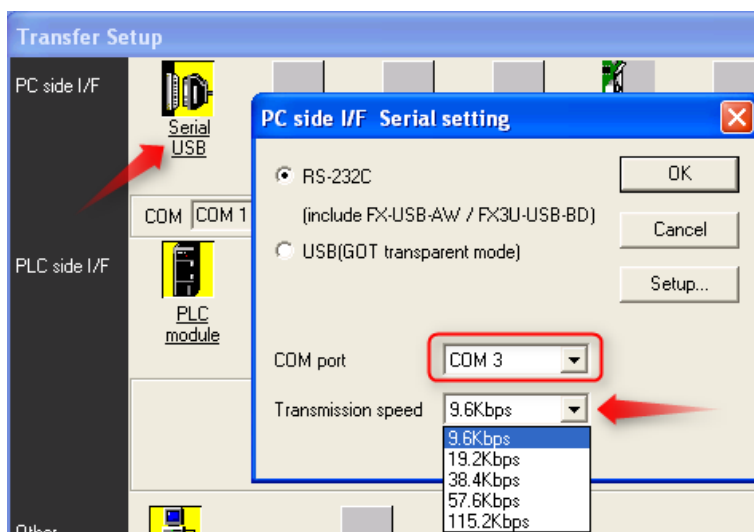 Transfer Setup
PC side I/F
Serial
USB
COM COM 1
PLC side I/F
PLC
module
Other
PC side I/F Serial setting
RS-232C
(include FX-USB-AW / FX3U-USB-BD)
USB(GOT transparent mode)
OK
Cancel
Setup...
COM port COM 3
Transmission speed 9.6Kbps
9.6Kbps
19.2Kbps
38.4Kbps
57.6Kbps
115.2Kbps